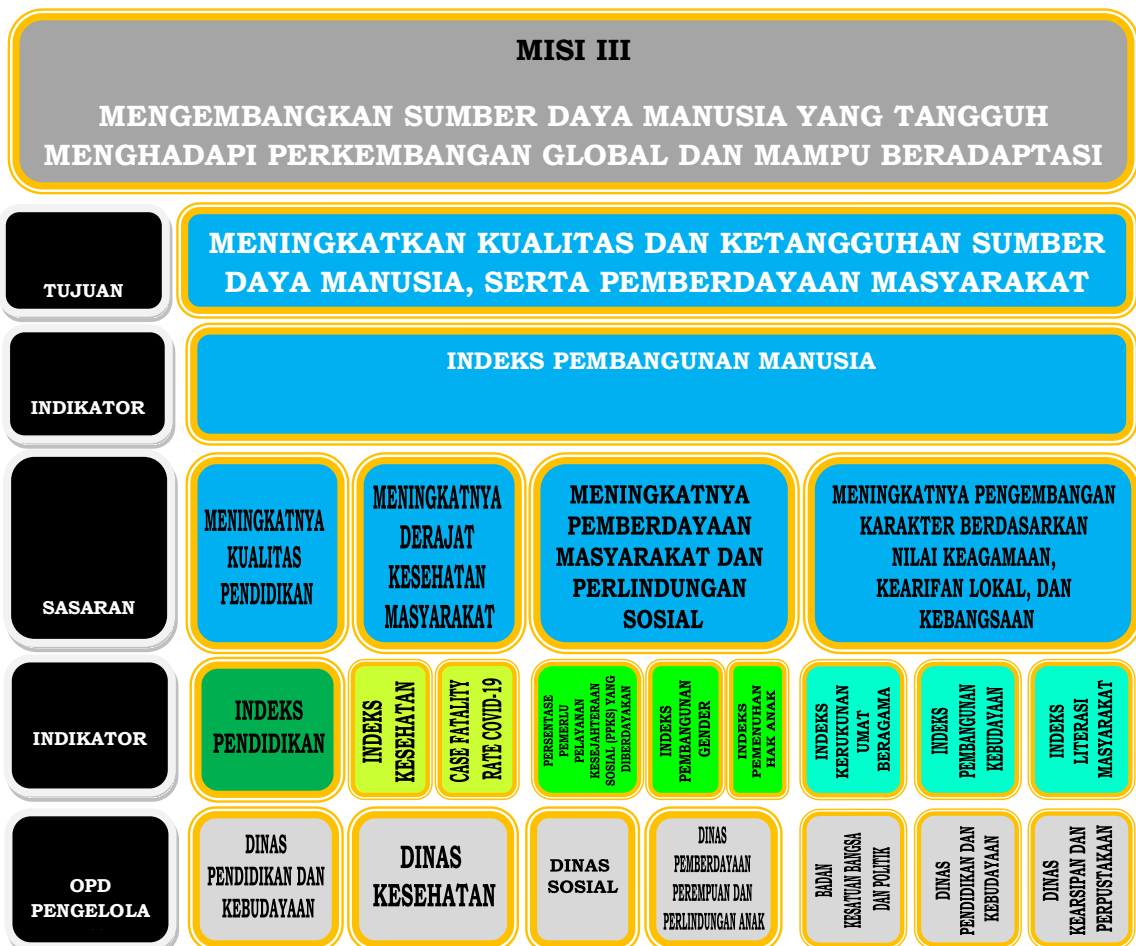 MISI III
MENGEMBANGKAN SUMBER DAYA MANUSIA YANG TANGGUH
MENGHADAPI PERKEMBANGAN GLOBAL DAN MAMPU BERADAPTASI
TUJUAN
MENINGKATKAN KUALITAS DAN KETANGGUHAN SUMBER
DAYA MANUSIA, SERTA PEMBERDAYAAN MASYARAKAT
INDIKATOR
INDEKS PEMBANGUNAN MANUSIA
SASARAN
MENINGKATNYA
KUALITAS
PENDIDIKAN
MENINGKATNYA
DERAJAT
KESEHATAN
MASYARAKAT
MENINGKATNYA
PEMBERDAYAAN
MASYARAKAT DAN
PERLINDUNGAN
SOSIAL
MENINGKATNYA PENGEMBANGAN
KARAKTER BERDASARKAN
NILAI KEAGAMAAN,
KEARIFAN LOKAL, DAN
KEBANGSAAN
INDIKATOR
INDEKS
PENDIDIKAN
INDEKS
KESEHATAN
CASE FATALITY
RATE COVID-19
PERSENTASE
PEMERLU
PELAYANAN
KESEJAHTERAAN
SOSIAL (PPKS) YANG
DIBERDAYAKAN
INDEKS
PEMBANGUNAN
GENDER
INDEKS
PEMENUHAN
HAK ANAK
INDEKS
KERUKUNAN
UMAT
BERAGAMA
INDEKS
PEMBANGUNAN
KEBUDAYAAN
INDEKS
LITERASI
MASYARAKAT
OPD
PENGELOLA
DINAS
PENDIDIKAN DAN
KEBUDAYAAN
DINAS
KESEHATAN
DINAS
SOSIAL
DINAS
PEMBERDAYAAN
PEREMPUAN DAN
PERLINDUNGAN ANAK
BADAN
KESATUAN BANGSA
DAN POLITIK
DINAS
PENDIDIKAN DAN
KEBUDAYAAN
DINAS
KEARSIPAN DAN
PERPUSTAKAAN